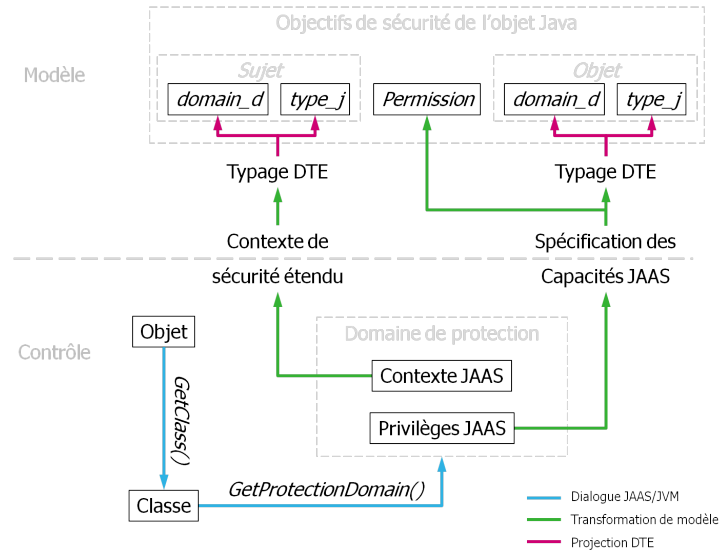 Objectifs de sécurité de l'objet Java
Modèle
Sujet
Objet
domain_d
type_j
Permission
domain_d
type_j
Typage DTE
Typage DTE
Contexte de
sécurité étendu
Spécification des
Capacités JAAS
Contrôle
Objet
Domaine de protection
Contexte JAAS
Privilèges JAAS
GetClass()
Classe
GetProtectionDomain()
Dialogue JAAS/JVM
Transformation de modèle
Projection DTE